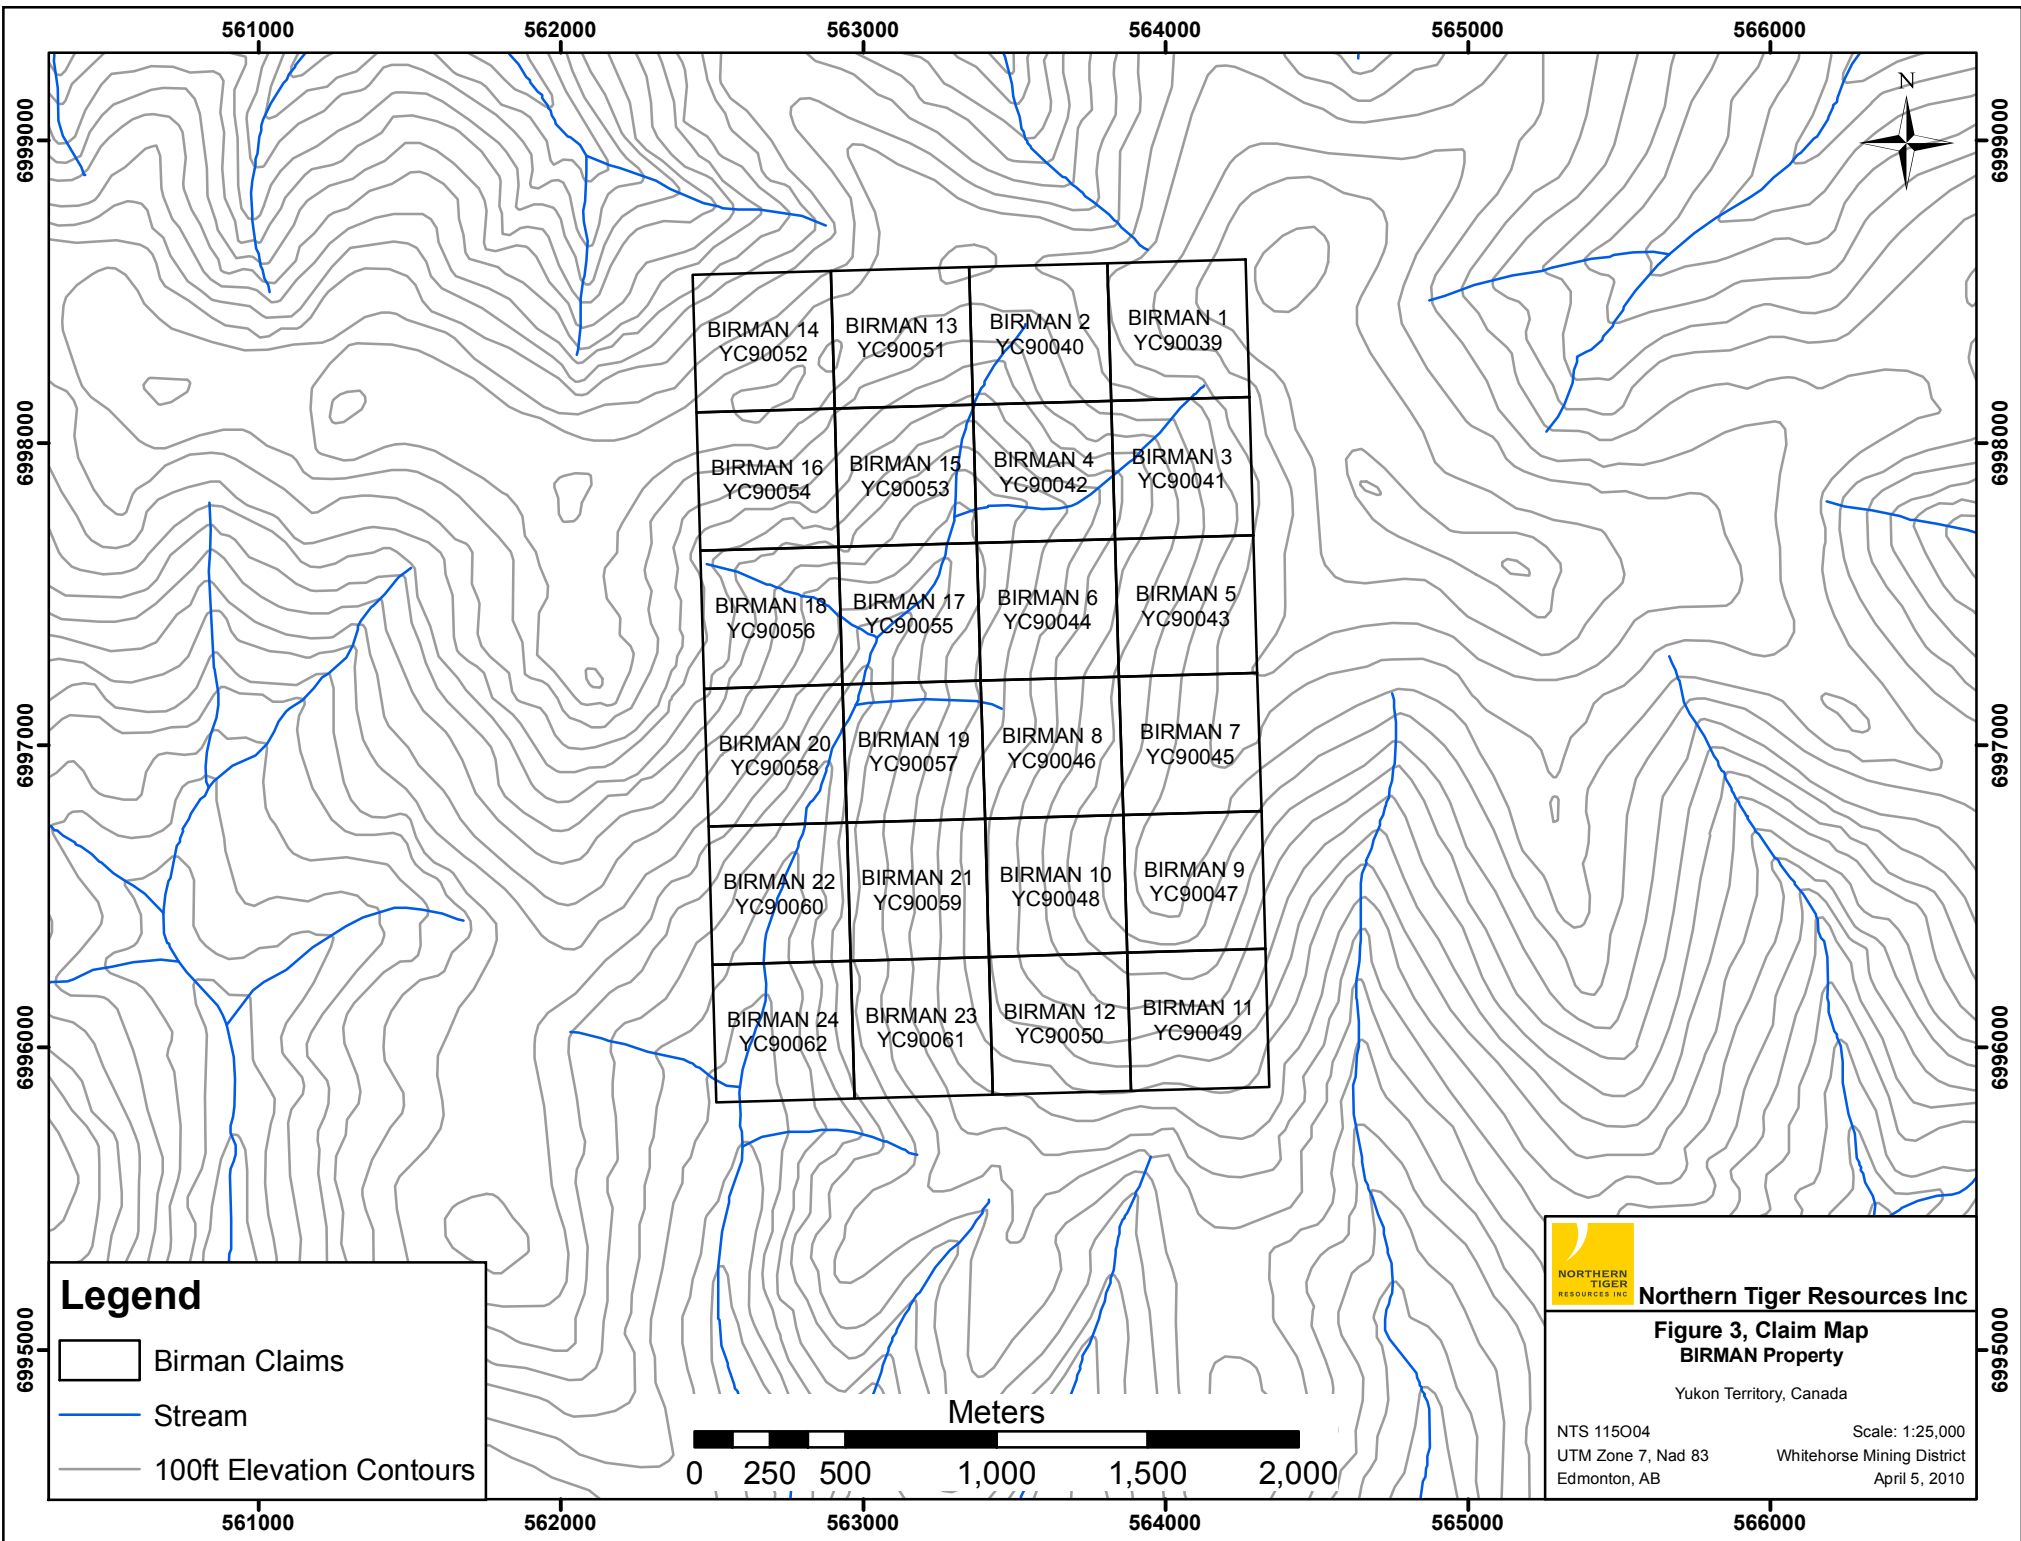 561000 562000 563000 564000 565000 566000
6999000 6999000
6998000 6998000
6997000 6997000
6996000 6996000
6995000 6995000
N
BIRMAN 14
YC90052
BIRMAN 13
YC90051
BIRMAN 2
YC90040
BIRMAN 1
YC90039
BIRMAN 16
YC90054
BIRMAN 15
YC90053
BIRMAN 4
YC90042
BIRMAN 3
YC90041
BIRMAN 18
YC90056
BIRMAN 17
YC90055
BIRMAN 6
YC90044
BIRMAN 5
YC90043
BIRMAN 20
YC90058
BIRMAN 19
YC90057
BIRMAN 8
YC90046
BIRMAN 7
YC90045
BIRMAN 22
YC90060
BIRMAN 21
YC90059
BIRMAN 10
YC90048
BIRMAN 9
YC90047
BIRMAN 24
YC90062
BIRMAN 23
YC90061
BIRMAN 12
YC90050
BIRMAN 11
YC90049
Legend
Birman Claims
Stream
100ft Elevation Contours
Meters
0 250 500 1,000 1,500 2,000
NORTHERN
TIGER
RESOURCES INC
Northern Tiger Resources Inc
Figure 3, Claim Map
BIRMAN Property
Yukon Territory, Canada
NTS 115O04 Scale: 1:25,000
UTM Zone 7, Nad 83 Whitehorse Mining District
Edmonton, AB April 5, 2010
561000 562000 563000 564000 565000 566000